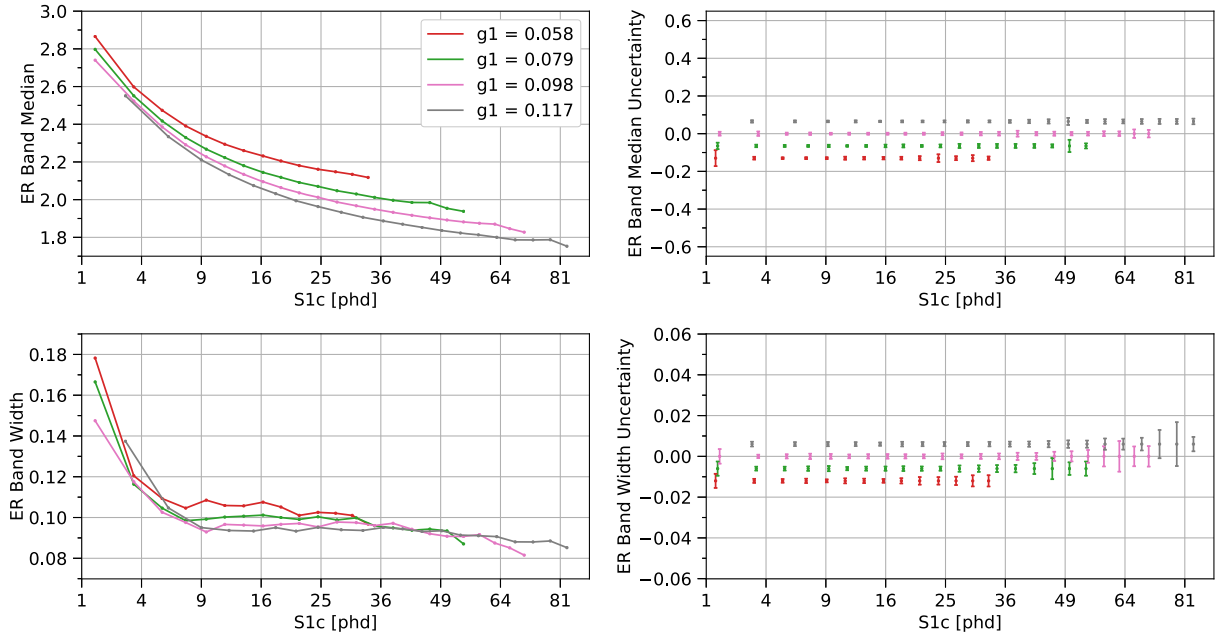 ER Band Median
3.0
2.8
2.6
2.4
2.2
2.0
1.8
1 4 9 16 25 36 49 64 81
S1c [phd]
g1 = 0.058
g1 = 0.079
g1 = 0.098
g1 = 0.117
ER Band Median Uncertainty
0.6
0.4
0.2
0.0
−0.2
−0.4
−0.6
1 4 9 16 25 36 49 64 81
S1c [phd]
ER Band Width
0.18
0.16
0.14
0.12
0.10
0.08
1 4 9 16 25 36 49 64 81
S1c [phd]
ER Band Width Uncertainty
0.06
0.04
0.02
0.00
−0.02
−0.04
−0.06
1 4 9 16 25 36 49 64 81
S1c [phd]